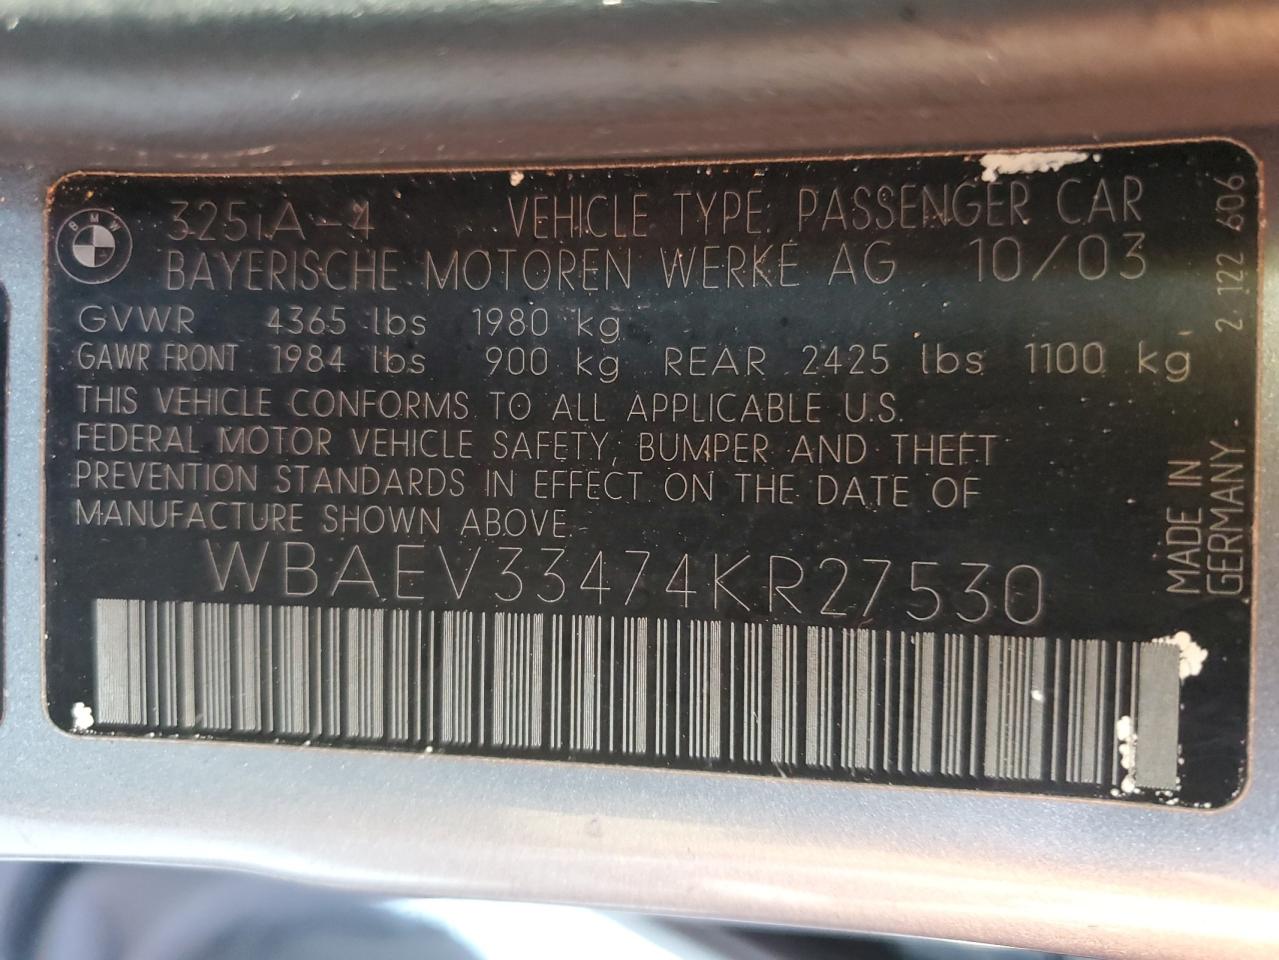 BMW
325iA-4 VEHICLE TYPE: PASSENGER CAR
BAYERISCHE MOTOREN WERKE AG 10/03
GVWR 4365 lbs 1980 kg
GAWR FRONT 1984 lbs 900 kg REAR 2425 lbs 1100 kg
THIS VEHICLE CONFORMS TO ALL APPLICABLE U.S.
FEDERAL MOTOR VEHICLE SAFETY, BUMPER AND THEFT
PREVENTION STANDARDS IN EFFECT ON THE DATE OF
MANUFACTURE SHOWN ABOVE.
WBAEV33474KR27530
MADE IN
GERMANY
2.122 606